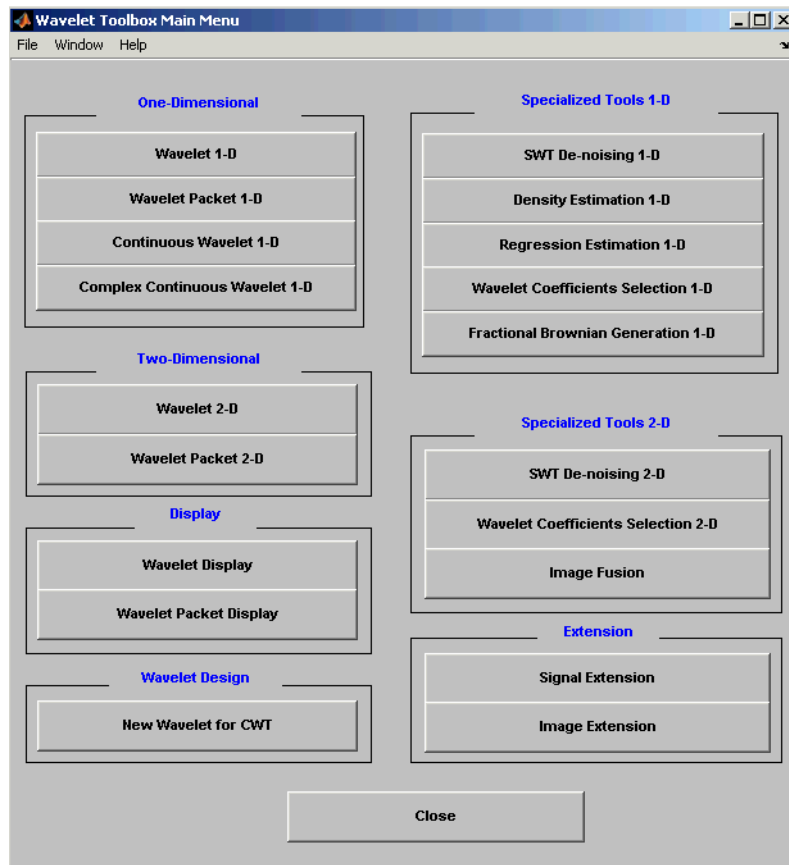 Wavelet Toolbox Main Menu
File Window Help
One-Dimensional
Wavelet 1-D
Wavelet Packet 1-D
Continuous Wavelet 1-D
Complex Continuous Wavelet 1-D
Two-Dimensional
Wavelet 2-D
Wavelet Packet 2-D
Display
Wavelet Display
Wavelet Packet Display
Wavelet Design
New Wavelet for CWT
Specialized Tools 1-D
SWT De-noising 1-D
Density Estimation 1-D
Regression Estimation 1-D
Wavelet Coefficients Selection 1-D
Fractional Brownian Generation 1-D
Specialized Tools 2-D
SWT De-noising 2-D
Wavelet Coefficients Selection 2-D
Image Fusion
Extension
Signal Extension
Image Extension
Close